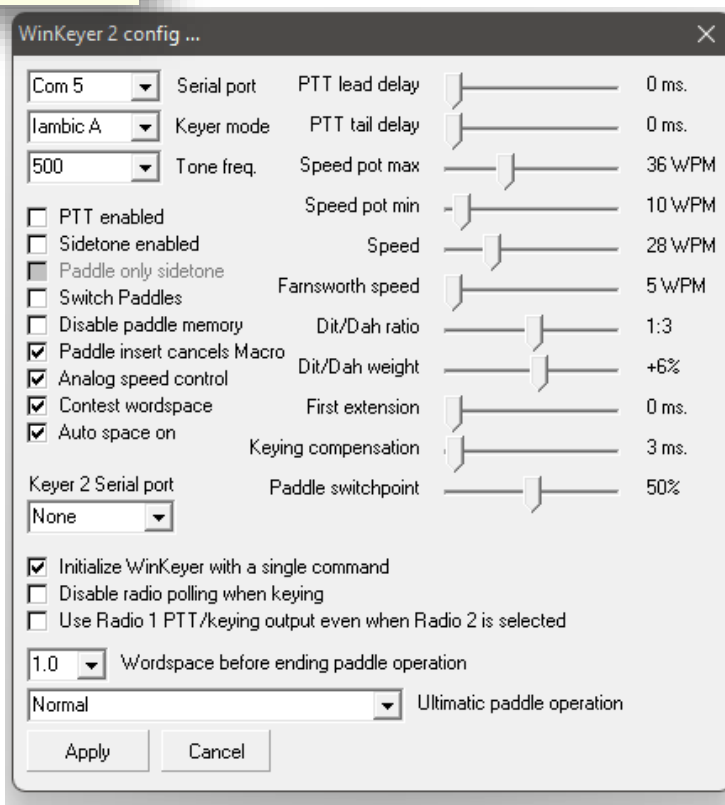 WinKeyer 2 config ...
Com 5 Serial port PTT lead delay 0 ms.
Iambic A Keyer mode PTT tail delay 0 ms.
500 Tone freq. Speed pot max 36 WPM
Speed pot min 10 WPM
PTT enabled
Sidetone enabled Speed 28 WPM
Paddle only sidetone
Farnsworth speed 5 WPM
Switch Paddles
Disable paddle memory Dit/Dah ratio 1:3
Paddle insert cancels Macro
Dit/Dah weight +6%
Analog speed control
Contest wordspace First extension 0 ms.
Auto space on
Keying compensation 3 ms.
Keyer 2 Serial port Paddle switchpoint 50%
None
Initialize WinKeyer with a single command
Disable radio polling when keying
Use Radio 1 PTT/keying output even when Radio 2 is selected
1.0 Wordspace before ending paddle operation
Normal Ultimatic paddle operation
Apply Cancel